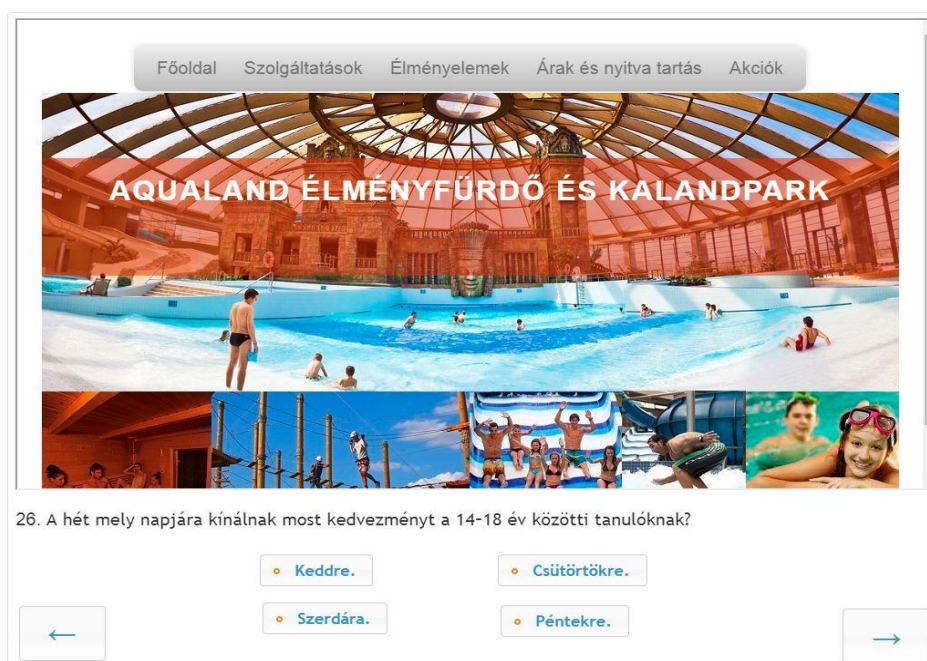 Főoldal Szolgáltatások Élményelemek Árak és nyitva tartás Akciók
AQUALAND ÉLMÉNYFÜRDŐ ÉS KALANDPARK
26. A hét mely napjára kínálnak most kedvezményt a 14–18 év közötti tanulóknak?
Keddre. Csütörtökre.
Szerdára. Péntekre.
← →